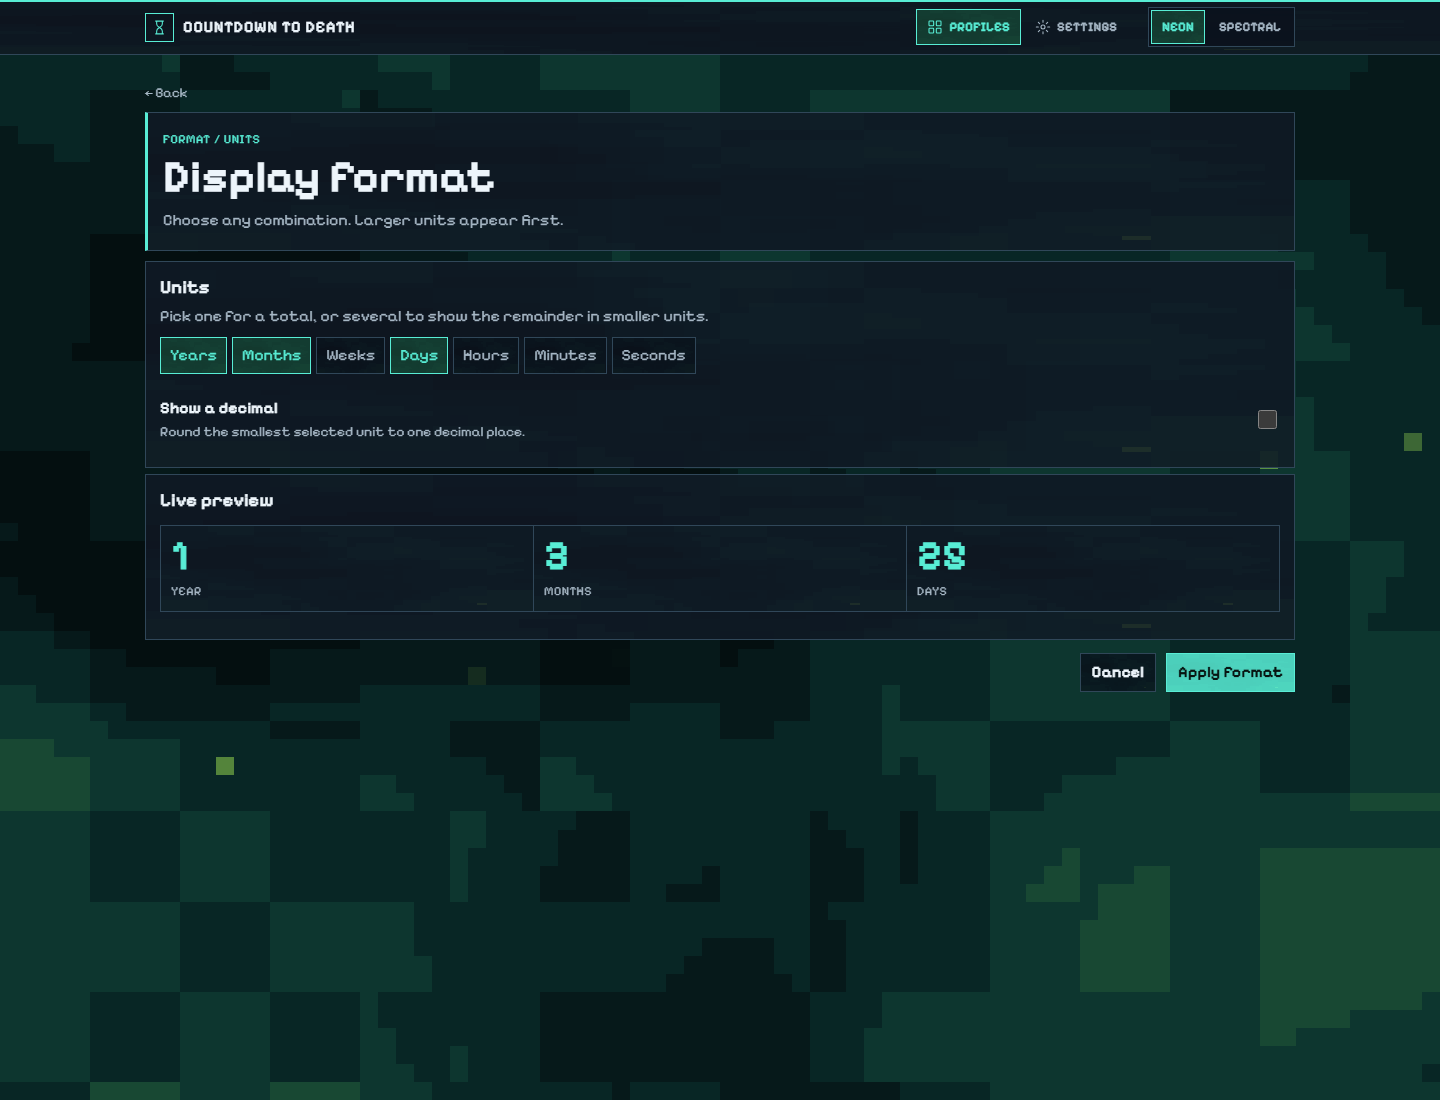 COUNTDOWN TO DEATH
PROFILES
SETTINGS
NEON
SPECTRAL
← Back
FORMAT / UNITS
Display Format
Choose any combination. Larger units appear first.
Units
Pick one for a total, or several to show the remainder in smaller units.
Years
Months
Weeks
Days
Hours
Minutes
Seconds
Show a decimal
Round the smallest selected unit to one decimal place.
Live preview
1
3
29
YEAR
MONTHS
DAYS
Cancel
Apply Format